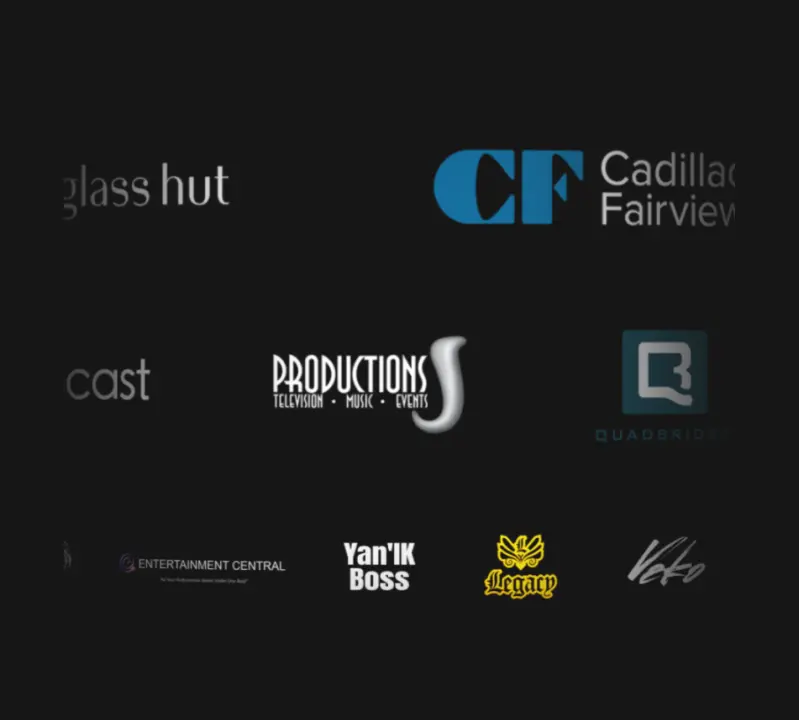 glass hut
CF Cadillac
Fairview
cast
PRODUCTIONS J
TELEVISION • MUSIC • EVENTS
QUADBRIDGE
ENTERTAINMENT CENTRAL
Yan'IK
Boss
Legacy
Veko